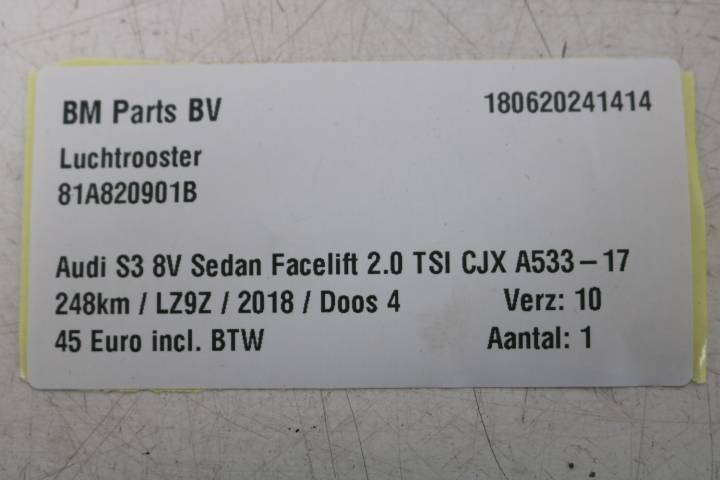 BM Parts BV 180620241414
Luchtrooster
81A820901B
Audi S3 8V Sedan Facelift 2.0 TSI CJX A533-17
248km / LZ9Z / 2018 / Doos 4 Verz: 10
45 Euro incl. BTW Aantal: 1